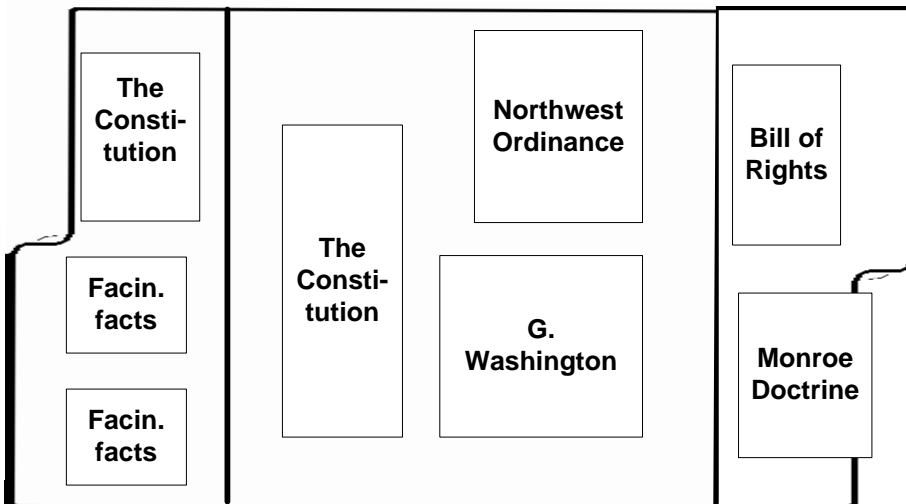 The
Consti-
tution
Facin.
facts
Facin.
facts
The
Consti-
tution
Northwest
Ordinance
G.
Washington
Bill of
Rights
Monroe
Doctrine